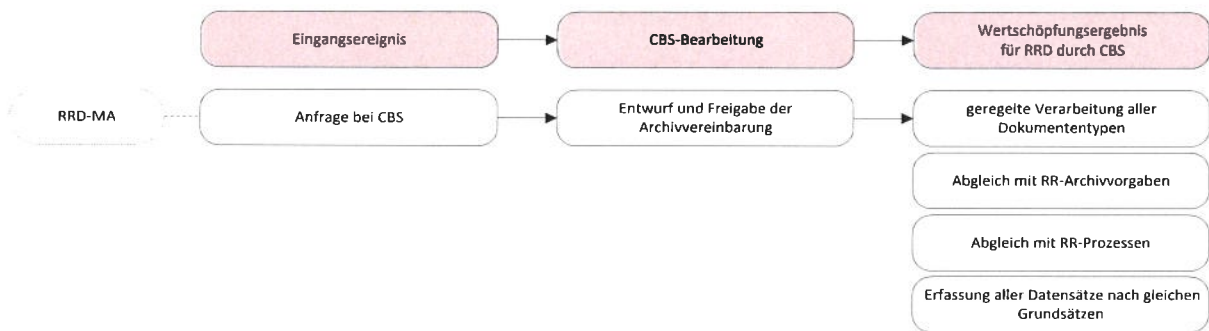 Eingangsereignis
CBS-Bearbeitung
Wertschöpfungsergebnis
für RRD durch CBS
RRD-MA
Anfrage bei CBS
Entwurf und Freigabe der
Archivvereinbarung
geregelte Verarbeitung aller
Dokumententypen
Abgleich mit RR-Archivvorgaben
Abgleich mit RR-Prozessen
Erfassung aller Datensätze nach gleichen
Grundsätzen